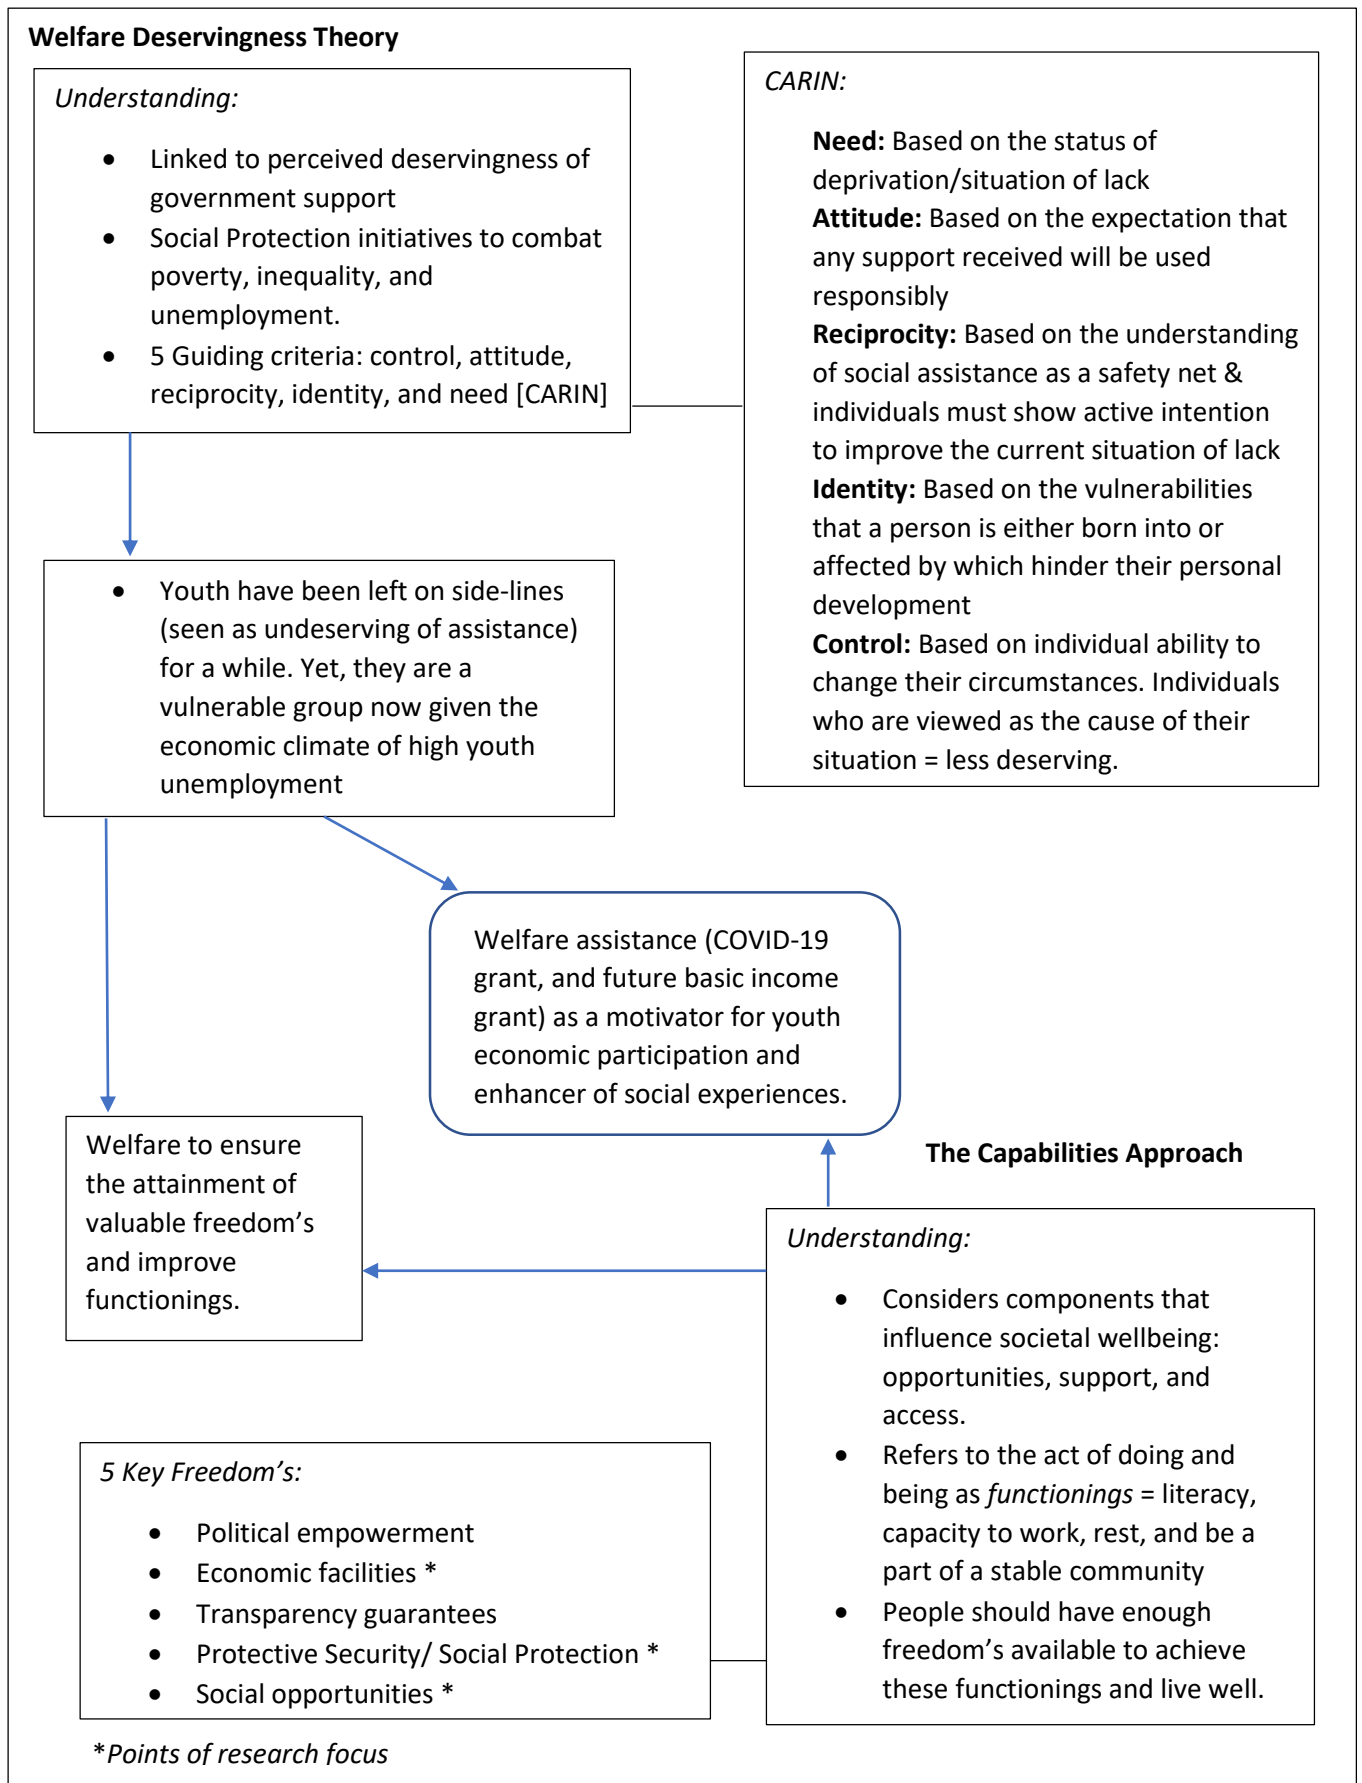 Welfare Deservingness Theory
Understanding:
• Linked to perceived deservingness of
government support
• Social Protection initiatives to combat
poverty, inequality, and
unemployment.
• 5 Guiding criteria: control, attitude,
reciprocity, identity, and need [CARIN]
CARIN:
Need: Based on the status of
deprivation/situation of lack
Attitude: Based on the expectation that
any support received will be used
responsibly
Reciprocity: Based on the understanding
of social assistance as a safety net &
individuals must show active intention
to improve the current situation of lack
Identity: Based on the vulnerabilities
that a person is either born into or
affected by which hinder their personal
development
Control: Based on individual ability to
change their circumstances. Individuals
who are viewed as the cause of their
situation = less deserving.
• Youth have been left on side-lines
(seen as undeserving of assistance)
for a while. Yet, they are a
vulnerable group now given the
economic climate of high youth
unemployment
Welfare assistance (COVID-19
grant, and future basic income
grant) as a motivator for youth
economic participation and
enhancer of social experiences.
Welfare to ensure
the attainment of
valuable freedom’s
and improve
functionings.
The Capabilities Approach
Understanding:
• Considers components that
influence societal wellbeing:
opportunities, support, and
access.
• Refers to the act of doing and
being as functionings = literacy,
capacity to work, rest, and be a
part of a stable community
• People should have enough
freedom’s available to achieve
these functionings and live well.
5 Key Freedom’s:
• Political empowerment
• Economic facilities *
• Transparency guarantees
• Protective Security/ Social Protection *
• Social opportunities *
*Points of research focus